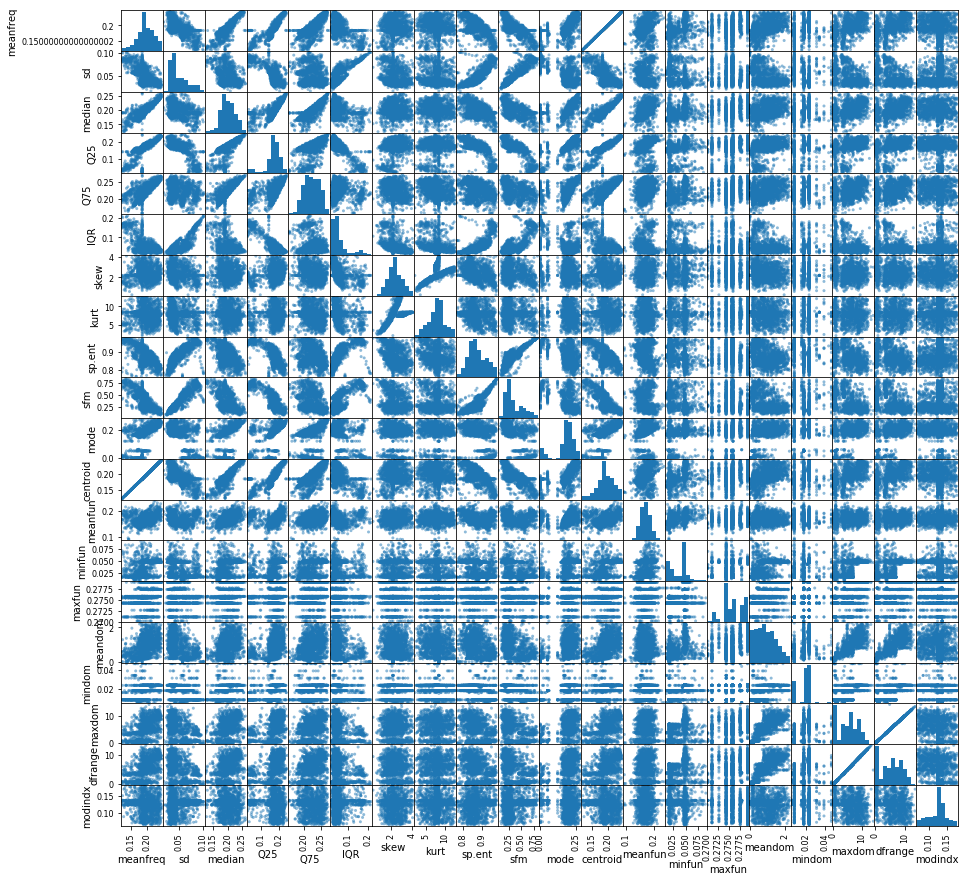 meanfreq
0.2
0.15000000000000002
sd
0.10
0.05
median
0.25
0.15
Q25
0.2
0.1
Q75
0.25
0.20
IQR
0.2
0.1
skew
4
2
kurt
10
5
sp.ent
0.9
0.8
sfm
0.75
0.50
0.25
mode
0.2
0.0
centroid
0.20
0.15
meanfun
0.2
0.1
minfun
0.075
0.050
0.025
maxfun
0.2775
0.2750
0.2725
0.2700
meandom
2
0
mindom
0.04
0.02
maxdom
10
0
dfrange
10
0
modindx
0.10
0.15 0.20 0.05 0.10 0.15 0.20 0.25 0.1 0.2 0.20 0.25 0.1 0.2 2 4 5 10 0.8 0.9 0.25 0.50 0.75 0.00 0.25 0.15 0.20 0.1 0.2 0.025 0.050 0.075 0.2700 0.2725 0.2750 0.2775 0 2 0.02 0.04 0 10 0 10 0.10 0.15
meanfreq sd median Q25 Q75 IQR skew kurt sp.ent sfm mode centroid meanfun minfun maxfun meandom mindom maxdom dfrange modindx